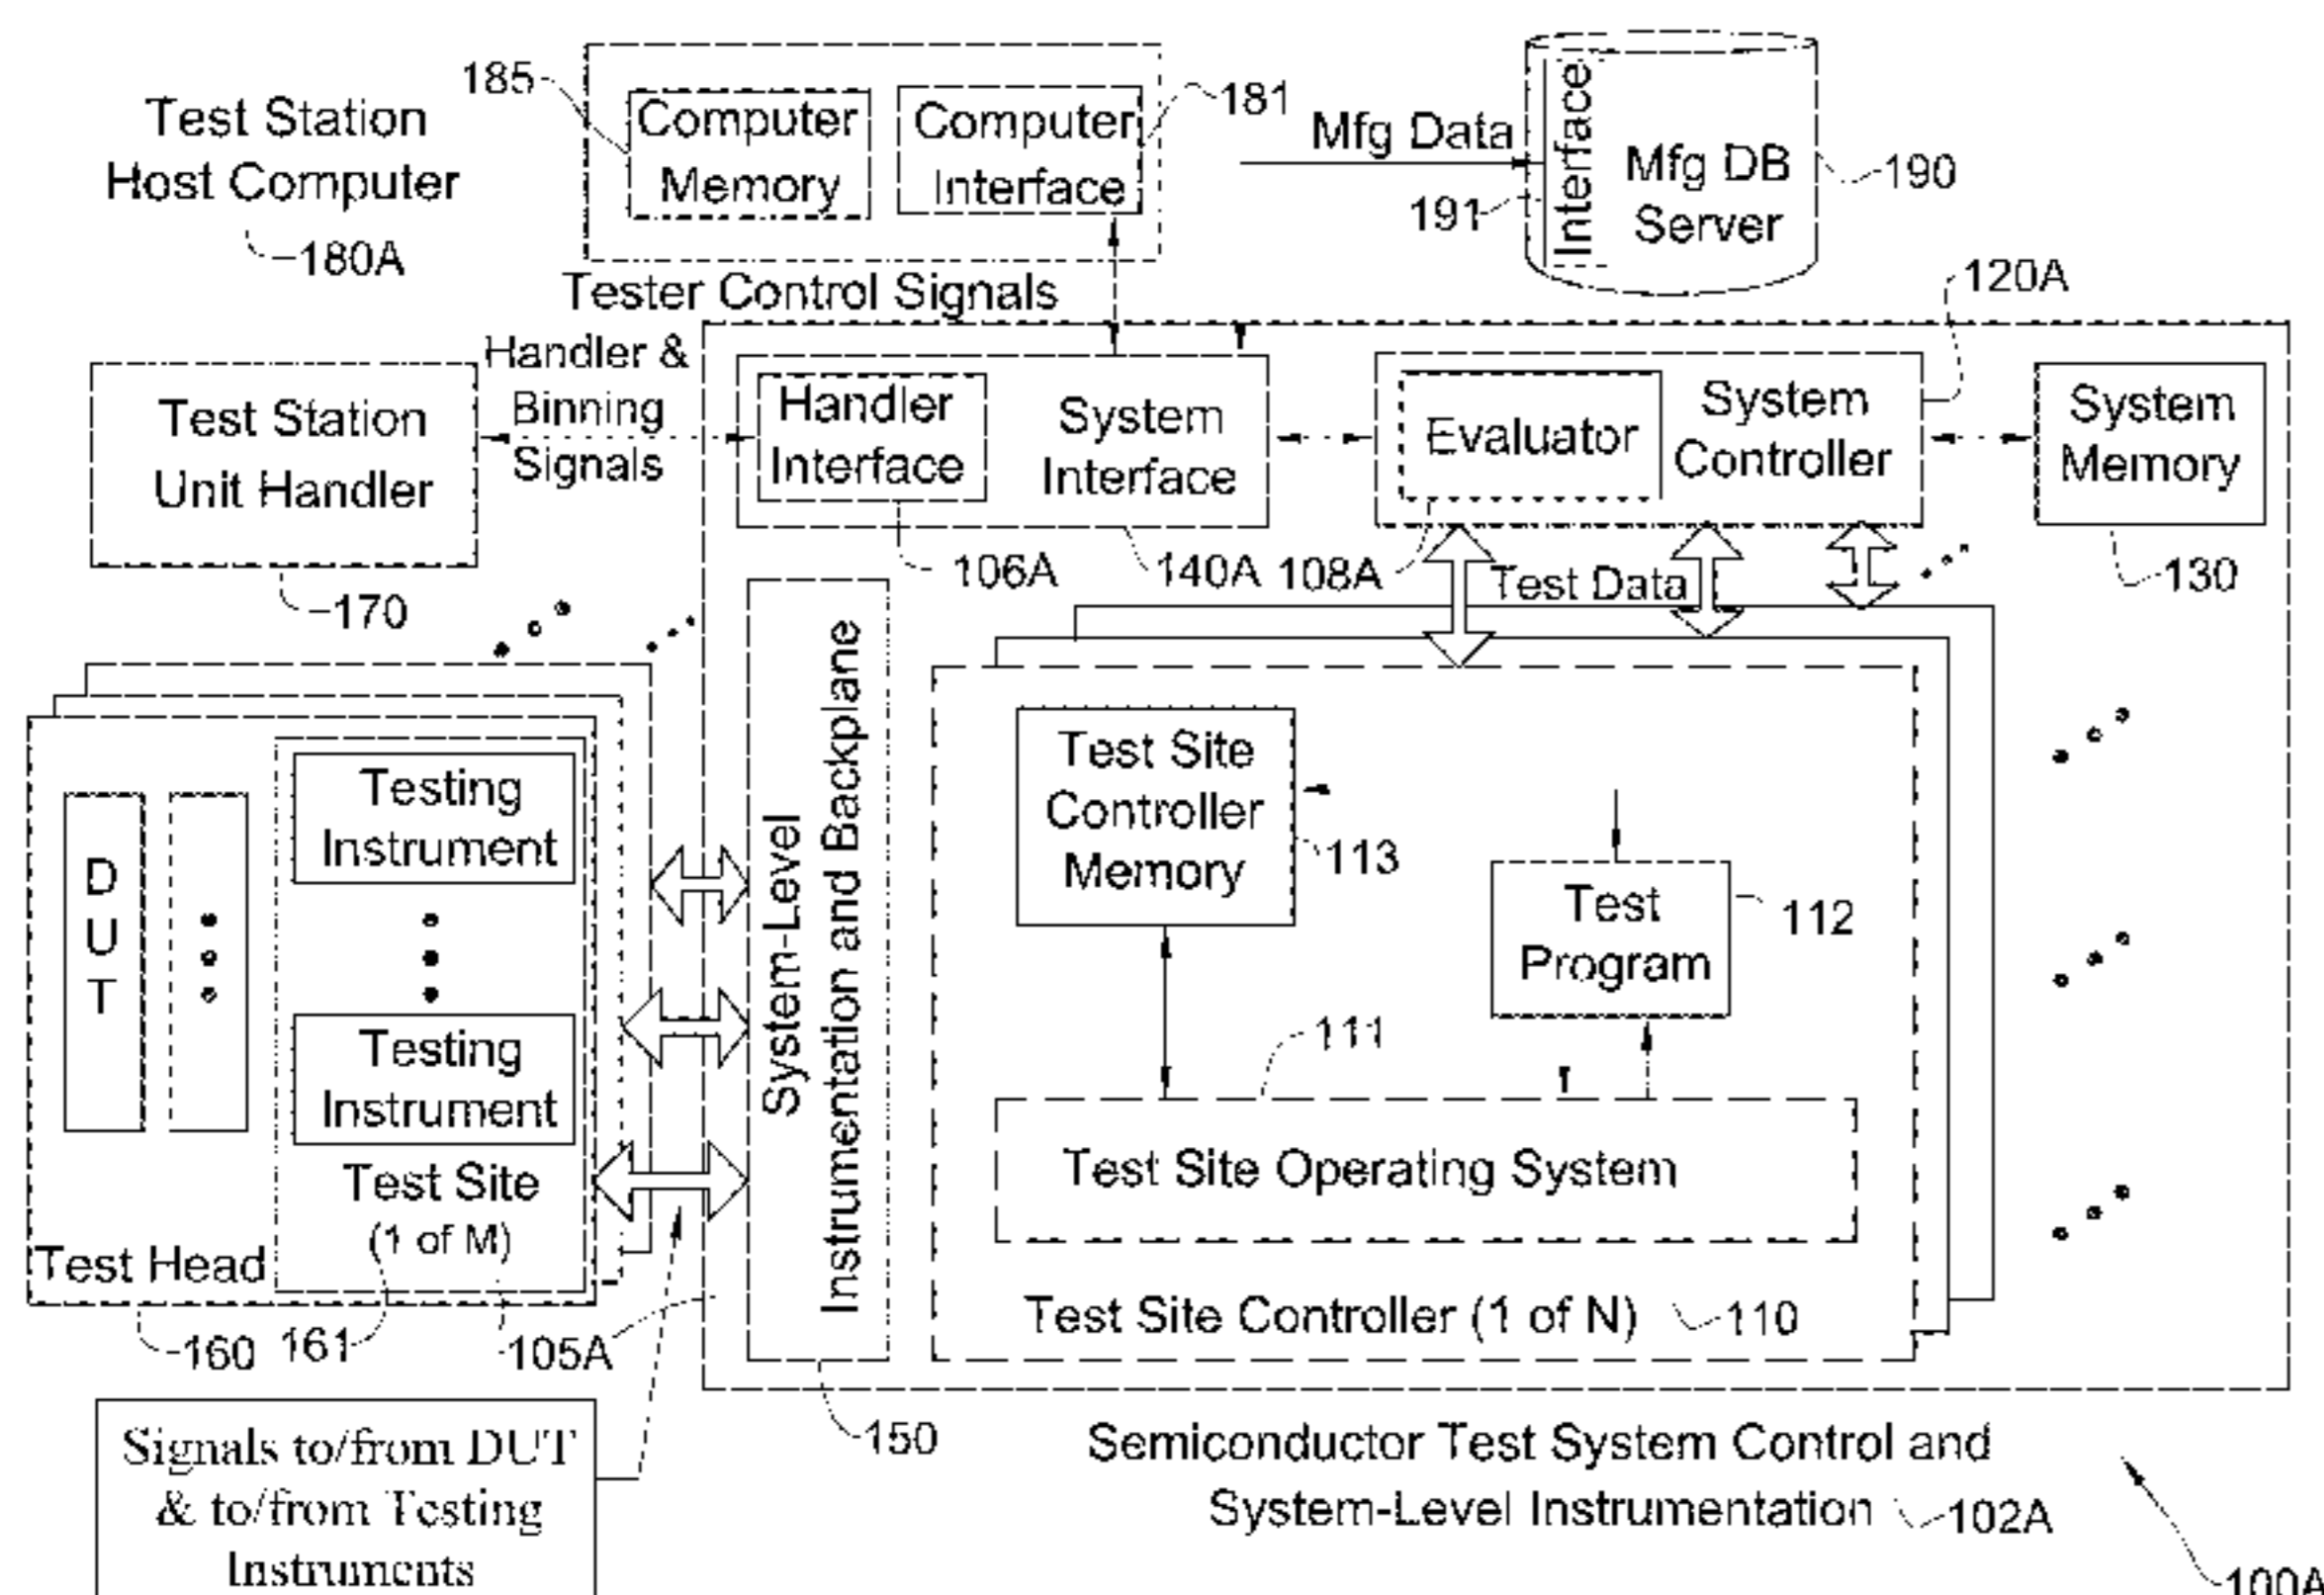 185
Test Station
Host Computer
180A
Computer
Memory
Computer
Interface
181
Mfg Data
Interface
191
Mfg DB
Server
190
Tester Control Signals
120A
Handler &
Binning
Signals
Test Station
Unit Handler
170
Handler
Interface
System
Interface
Evaluator
System
Controller
System
Memory
106A
140A
108A
Test Data
130
System-Level
Instrumentation and Backplane
D
U
T
Testing
Instrument
Testing
Instrument
Test Site
(1 of M)
Test Head
160
161
105A
Test Site
Controller
Memory
113
Test
Program
112
111
Test Site Operating System
Test Site Controller (1 of N)
110
150
Signals to/from DUT
& to/from Testing
Instruments
Semiconductor Test System Control and
System-Level Instrumentation
102A
100A